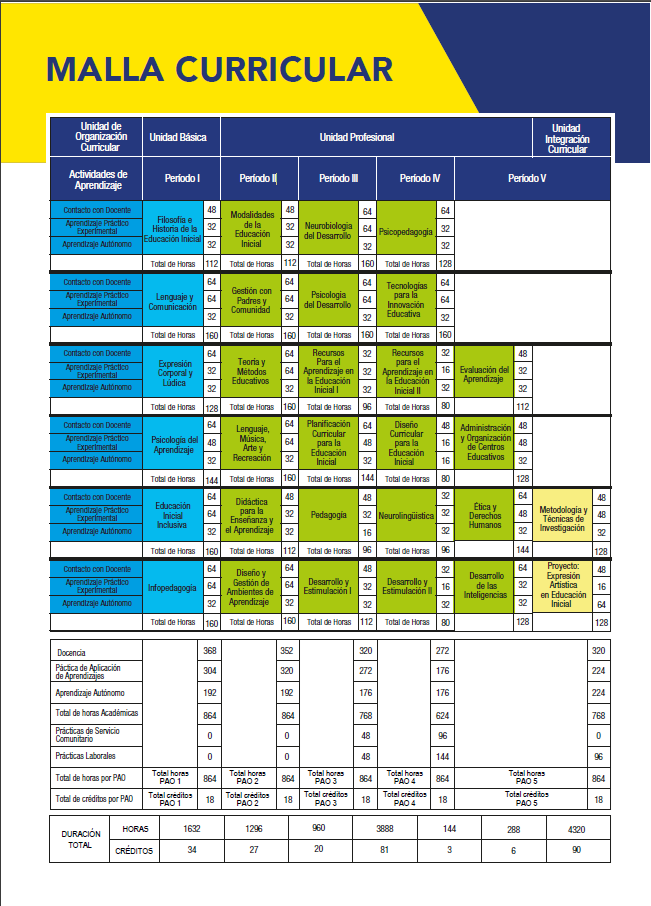 MALLA CURRICULAR
Unidad de
Organización
Curricular
Unidad Básica
Unidad Profesional
Unidad
Integración
Curricular
Actividades de
Aprendizaje
Período I
Período II
Período III
Período IV
Período V
Contacto con Docente
Aprendizaje Práctico
Experimental
Aprendizaje Autónomo
Filosofía e
Historia de la
Educación Inicial
48
32
32
Modalidades
de la
Educación
Inicial
48
32
32
Neurobiología
del Desarrollo
64
64
32
Psicopedagogía
64
32
32
Total de Horas 112 Total de Horas 112 Total de Horas 160 Total de Horas 128
Contacto con Docente
Aprendizaje Práctico
Experimental
Aprendizaje Autónomo
Lenguaje y
Comunicación
64
64
32
Gestión con
Padres y
Comunidad
64
64
32
Psicología
del Desarrollo
64
64
32
Tecnologías
para la
Innovación
Educativa
64
64
32
Total de Horas 160 Total de Horas 160 Total de Horas 160 Total de Horas 160
Contacto con Docente
Aprendizaje Práctico
Experimental
Aprendizaje Autónomo
Expresión
Corporal y
Lúdica
64
32
32
Teoría y
Métodos
Educativos
64
64
32
Recursos
Para el
Aprendizaje en
la Educación
Inicial I
32
32
32
Recursos
para el
Aprendizaje en
la Educación
Inicial II
32
16
32
Evaluación del
Aprendizaje
48
32
32
Total de Horas 128 Total de Horas 160 Total de Horas 96 Total de Horas 80 112
Contacto con Docente
Aprendizaje Práctico
Experimental
Aprendizaje Autónomo
Psicología del
Aprendizaje
64
48
32
Lenguaje,
Música,
Arte y
Recreación
64
64
32
Planificación
Curricular
para la
Educación
Inicial
64
48
32
Diseño
Curricular
para la
Educación
Inicial
48
16
16
Administración
y Organización
de Centros
Educativos
48
48
32
Total de Horas 144 Total de Horas 160 Total de Horas 144 Total de Horas 80 128
Contacto con Docente
Aprendizaje Práctico
Experimental
Aprendizaje Autónomo
Educación
Inicial
Inclusiva
64
64
32
Didáctica
para la
Enseñanza y
el Aprendizaje
48
32
32
Pedagogía
48
32
16
Neurolingüística
32
32
32
Ética y
Derechos
Humanos
64
48
32
Metodología y
Técnicas de
Investigación
48
48
32
Total de Horas 160 Total de Horas 112 Total de Horas 96 Total de Horas 96 144 128
Contacto con Docente
Aprendizaje Práctico
Experimental
Aprendizaje Autónomo
Infopedagogía
64
64
32
Diseño y
Gestión de
Ambientes de
Aprendizaje
64
64
32
Desarrollo y
Estimulación I
48
32
32
Desarrollo y
Estimulación II
32
16
32
Desarrollo
de las
Inteligencias
64
32
32
Proyecto:
Expresión
Artística
en Educación
Inicial
48
16
64
Total de Horas 160 Total de Horas 160 Total de Horas 112 Total de Horas 80 128 128
Docencia 368 352 320 272 320
Páctica de Aplicación
de Aprendizajes
304 320 272 176 224
Aprendizaje Autónomo 192 192 176 176 224
Total de horas Académicas 864 864 768 624 768
Prácticas de Servicio
Comunitario
0 0 48 96 0
Prácticas Laborales 0 0 48 144 96
Total de horas por PAO
Total horas
PAO 1
864
Total horas
PAO 2
864
Total horas
PAO 3
864
Total horas
PAO 4
864
Total horas
PAO 5
864
Total de créditos por PAO
Total créditos
PAO 1
18
Total créditos
PAO 2
18
Total créditos
PAO 3
18
Total créditos
PAO 4
18
Total créditos
PAO 5
18
DURACIÓN
TOTAL
HORAS 1632 1296 960 3888 144 288 4320
CRÉDITOS 34 27 20 81 3 6 90